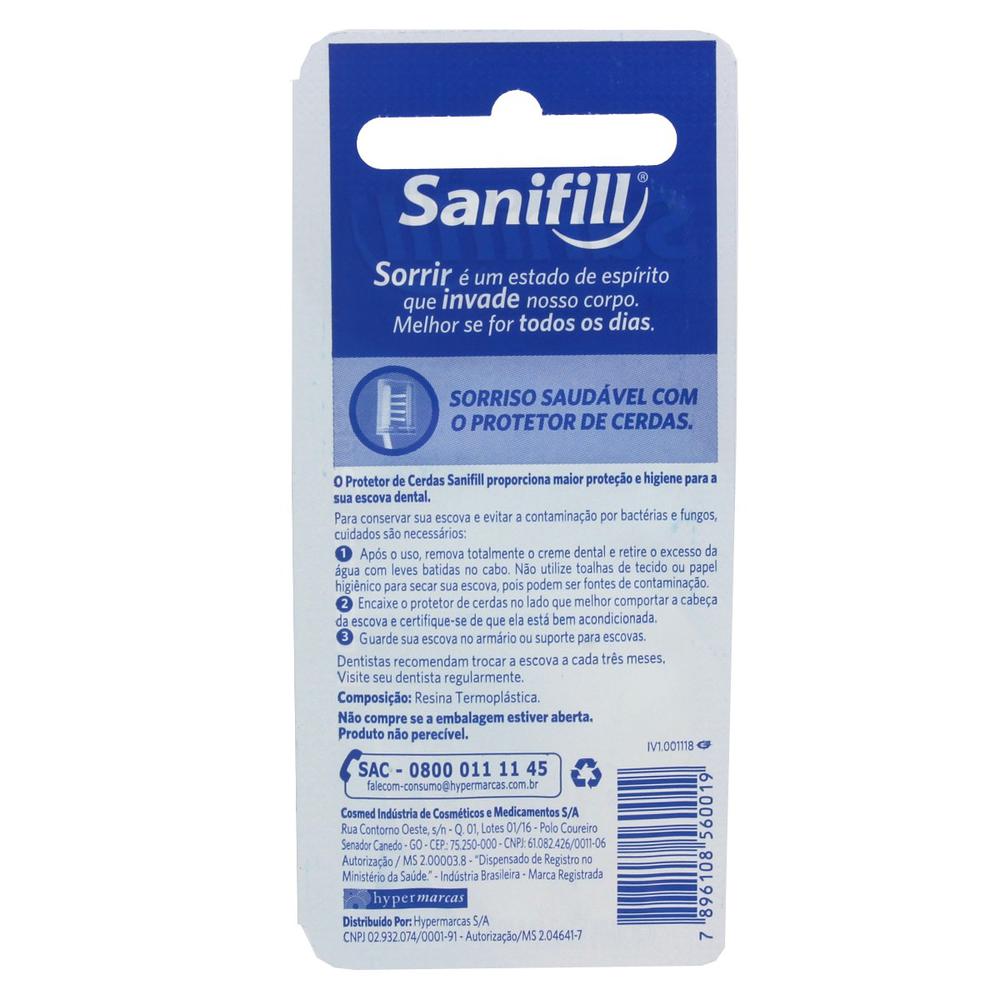 Sanifill®
Sorrir é um estado de espírito
que invade nosso corpo.
Melhor se for todos os dias.
SORRISO SAUDÁVEL COM
O PROTETOR DE CERDAS.
O Protetor de Cerdas Sanifill proporciona maior proteção e higiene para a
sua escova dental.
Para conservar sua escova e evitar a contaminação por bactérias e fungos,
cuidados são necessários:
1 Após o uso, remova totalmente o creme dental e retire o excesso da
água com leves batidas no cabo. Não utilize toalhas de tecido ou papel
higiênico para secar sua escova, pois podem ser fontes de contaminação.
2 Encaixe o protetor de cerdas no lado que melhor comportar a cabeça
da escova e certifique-se de que ela está bem acondicionada.
3 Guarde sua escova no armário ou suporte para escovas.
Dentistas recomendam trocar a escova a cada três meses.
Visite seu dentista regularmente.
Composição: Resina Termoplástica.
Não compre se a embalagem estiver aberta.
Produto não perecível.
IV1.001118
SAC - 0800 011 11 45
falecom-consumo@hypermarcas.com.br
Cosmed Indústria de Cosméticos e Medicamentos S/A
Rua Contorno Oeste, s/n - Q. 01, Lotes 01/16 - Polo Coureiro
Senador Canedo - GO - CEP.: 75.250-000 - CNPJ: 61.082.426/0011-06
Autorização / MS 2.00003.8 - "Dispensado de Registro no
Ministério da Saúde." - Indústria Brasileira - Marca Registrada
hypermarcas
Distribuído Por: Hypermarcas S/A
CNPJ 02.932.074/0001-91 - Autorização/MS 2.04641-7
7 896108 560019